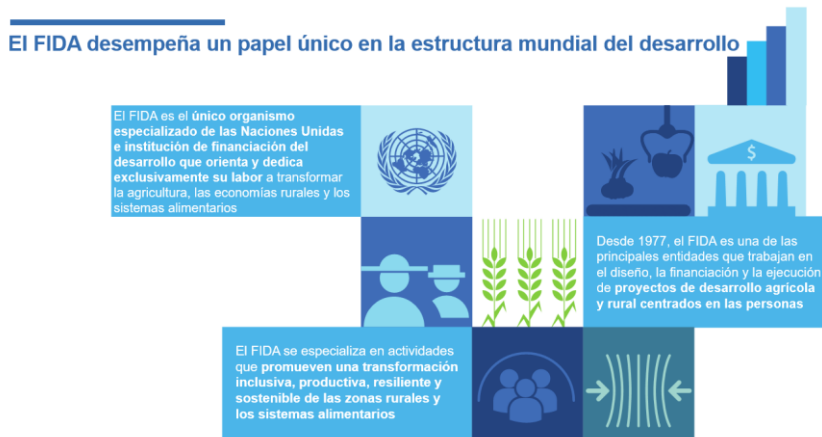 El FIDA desempeña un papel único en la estructura mundial del desarrollo
El FIDA es el único organismo
especializado de las Naciones Unidas
e institución de financiación del
desarrollo que orienta y dedica
exclusivamente su labor a transformar
la agricultura, las economías rurales y los
sistemas alimentarios
$
Desde 1977, el FIDA es una de las
principales entidades que trabajan en
el diseño, la financiación y la ejecución
de proyectos de desarrollo agrícola
y rural centrados en las personas
El FIDA se especializa en actividades
que promueven una transformación
inclusiva, productiva, resiliente y
sostenible de las zonas rurales y
los sistemas alimentarios